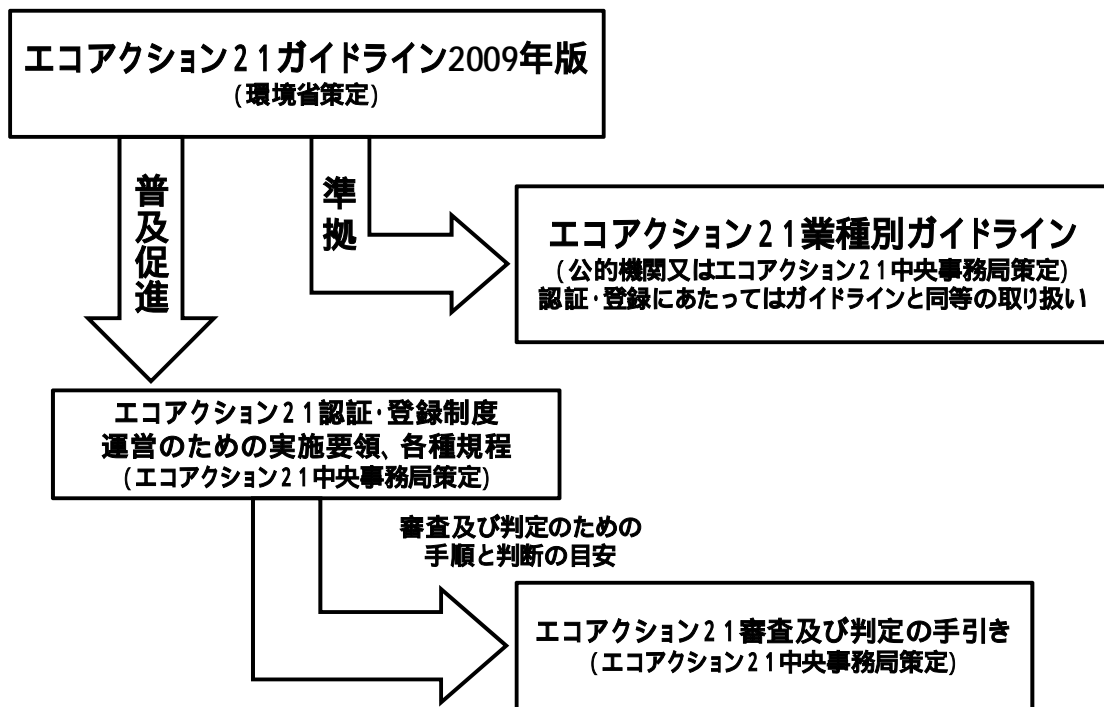 エコアクション21ガイドライン2009年版
(環境省策定)
普及促進
準拠
エコアクション21業種別ガイドライン
(公的機関又はエコアクション21中央事務局策定)
認証・登録にあたってはガイドラインと同等の取り扱い
エコアクション21認証・登録制度
運営のための実施要領、各種規程
(エコアクション21中央事務局策定)
審査及び判定のための
手順と判断の目安
エコアクション21審査及び判定の手引き
(エコアクション21中央事務局策定)